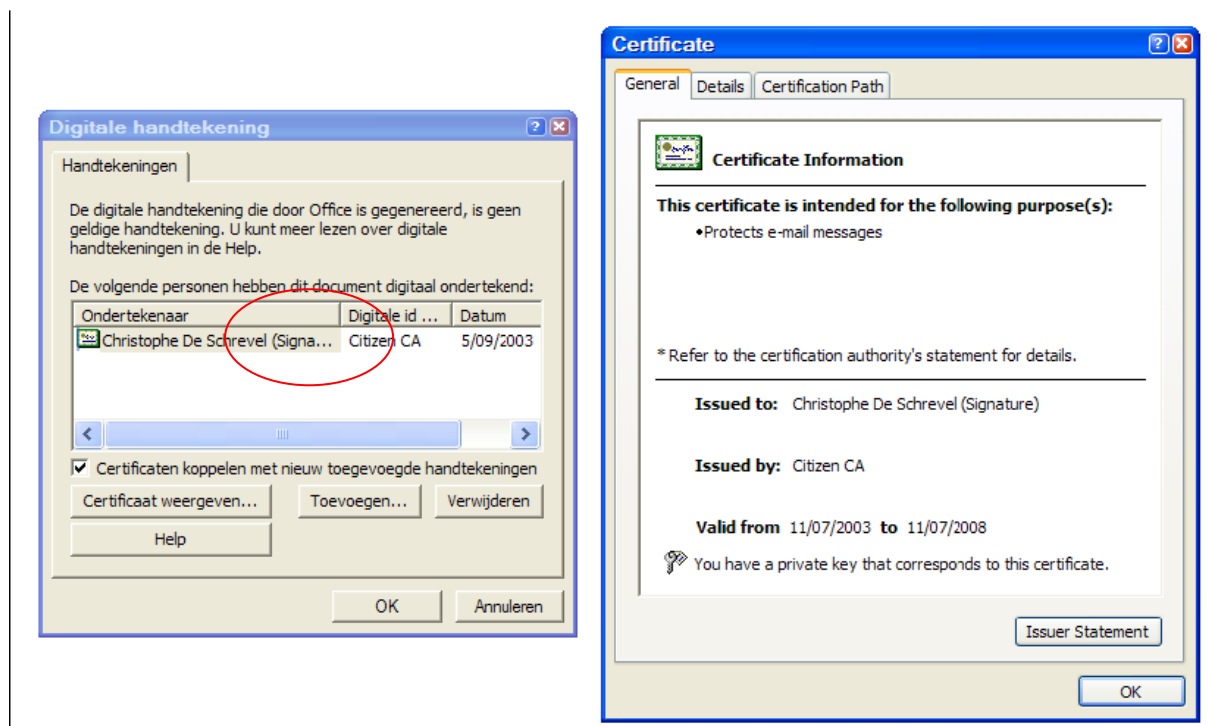 Digitale handtekening
Handtekeningen
De digitale handtekening die door Office is gegenereerd, is geen
geldige handtekening. U kunt meer lezen over digitale
handtekeningen in de Help.
De volgende personen hebben dit document digitaal ondertekend:
Ondertekenaar Digitale id ... Datum
Christophe De Schrevel (Signa... Citizen CA 5/09/2003
Certificaten koppelen met nieuw toegevoegde handtekeningen
Certificaat weergeven... Toevoegen... Verwijderen
Help
OK Annuleren
Certificate
General Details Certification Path
Certificate Information
This certificate is intended for the following purpose(s):
•Protects e-mail messages
* Refer to the certification authority's statement for details.
Issued to: Christophe De Schrevel (Signature)
Issued by: Citizen CA
Valid from 11/07/2003 to 11/07/2008
You have a private key that corresponds to this certificate.
Issuer Statement
OK